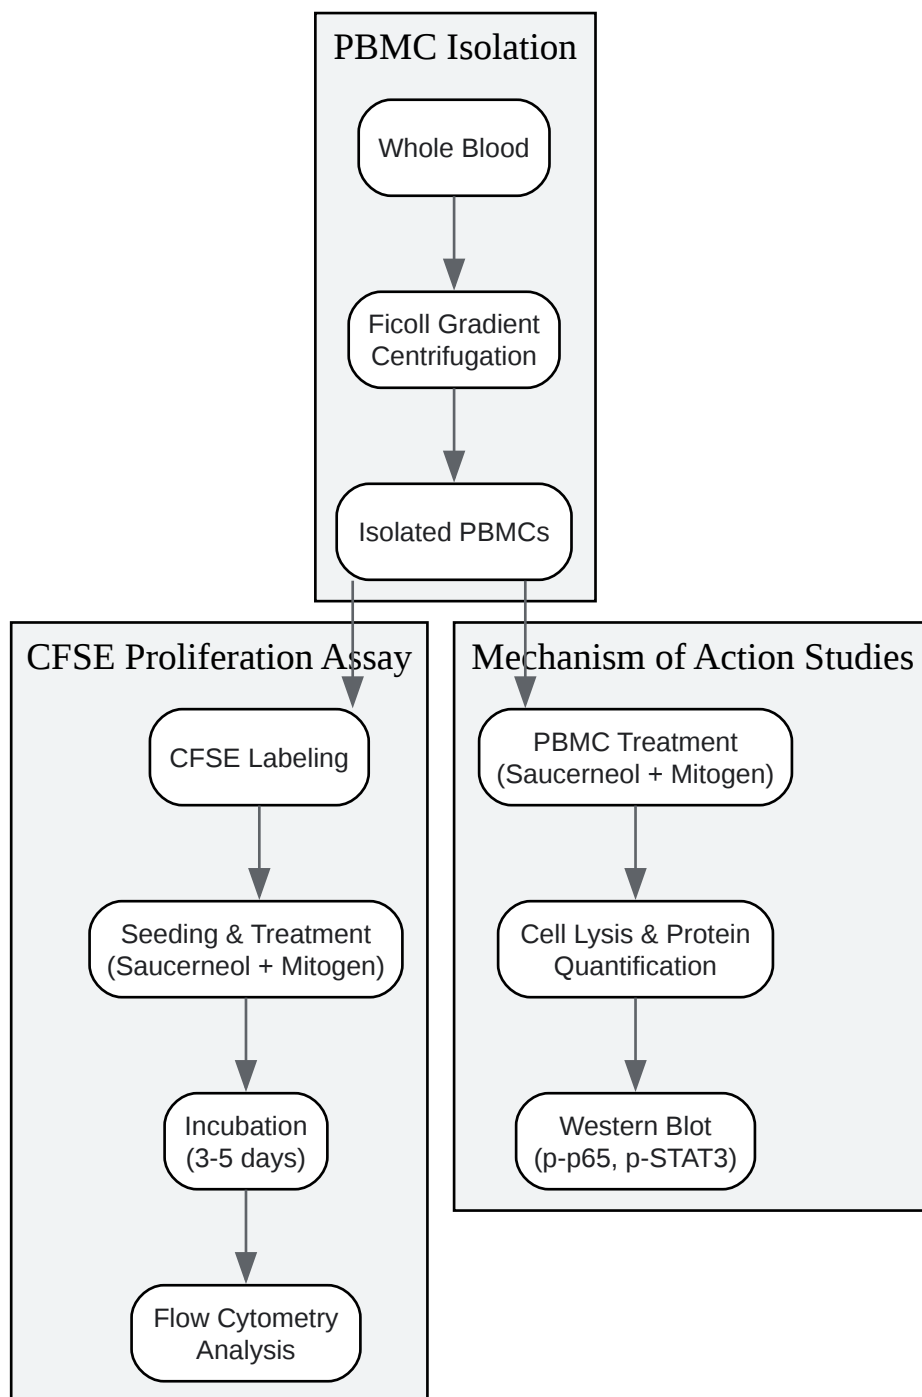 PBMC Isolation
Whole Blood
Ficoll Gradient
Centrifugation
Isolated PBMCs
CFSE Proliferation Assay
CFSE Labeling
Seeding & Treatment
(Saucerneol + Mitogen)
Incubation
(3-5 days)
Flow Cytometry
Analysis
Mechanism of Action Studies
PBMC Treatment
(Saucerneol + Mitogen)
Cell Lysis & Protein
Quantification
Western Blot
(p-p65, p-STAT3)